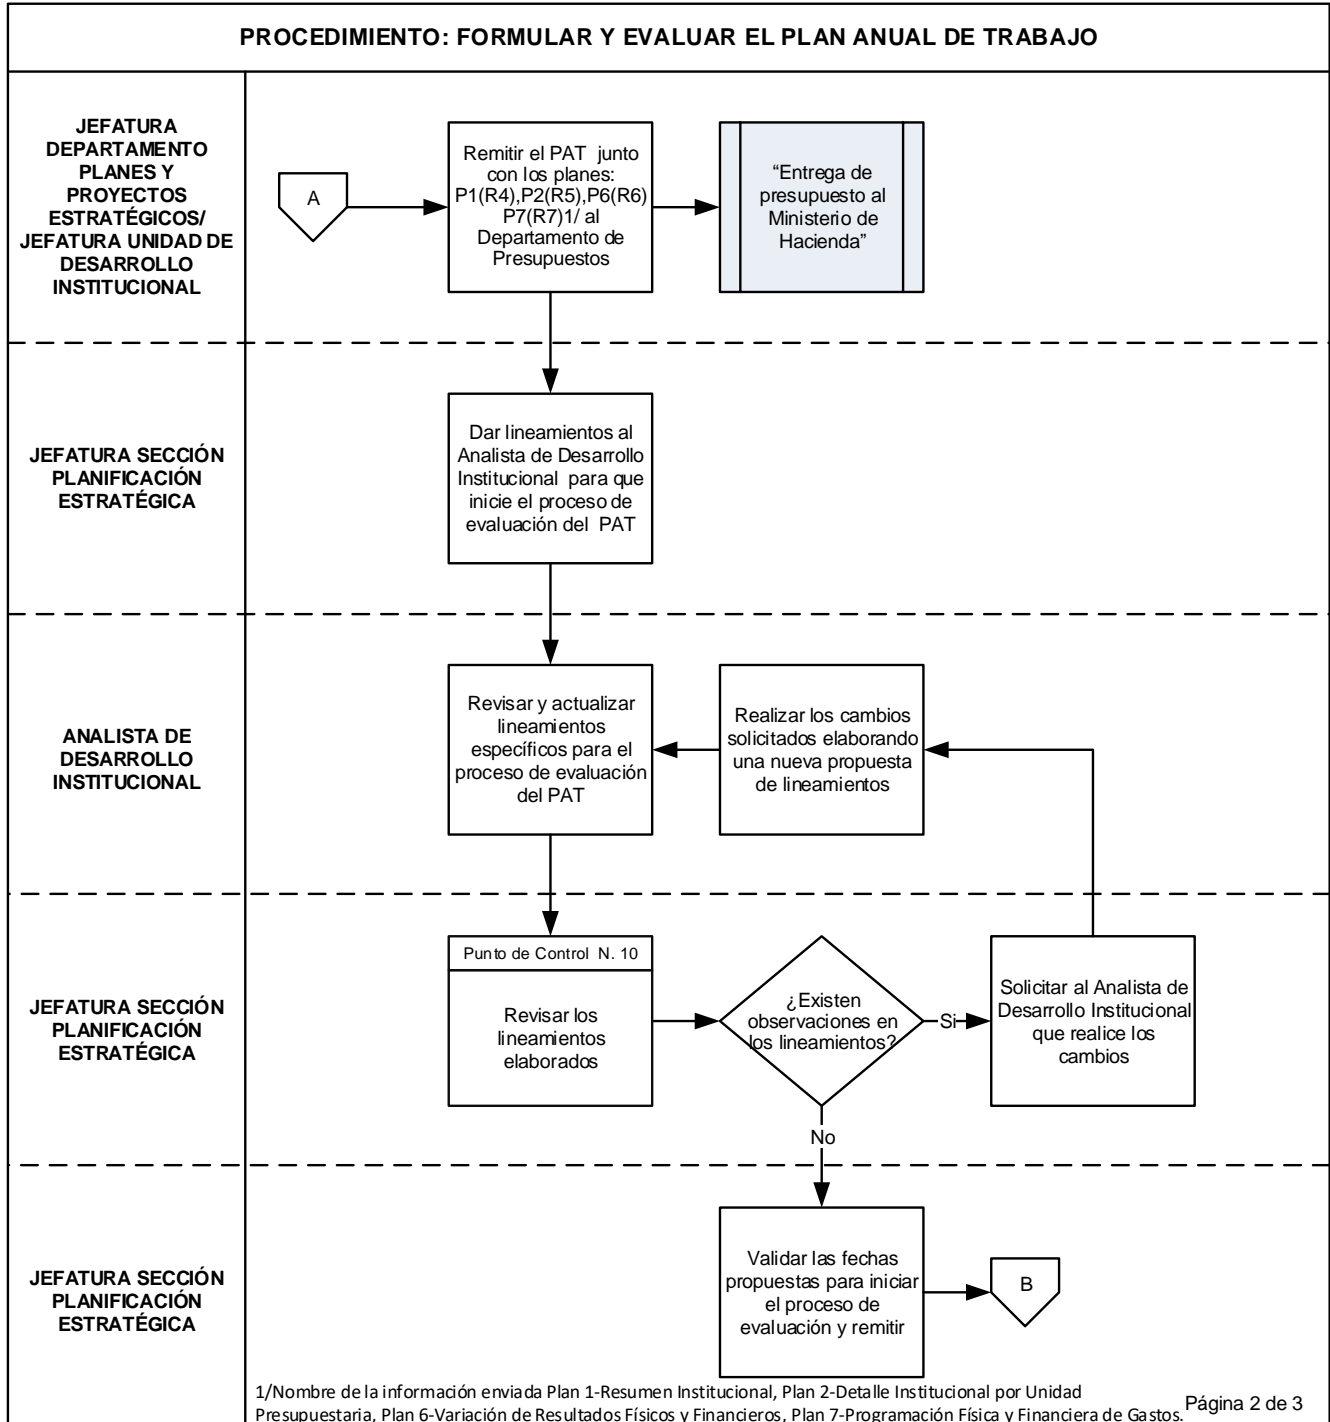 PROCEDIMIENTO: FORMULAR Y EVALUAR EL PLAN ANUAL DE TRABAJO
JEFATURA
DEPARTAMENTO
PLANES Y
PROYECTOS
ESTRATÉGICOS/
JEFATURA UNIDAD DE
DESARROLLO
INSTITUCIONAL
A
Remitir el PAT junto
con los planes:
P1(R4),P2(R5),P6(R6)
P7(R7)1/ al
Departamento de
Presupuestos
“Entrega de
presupuesto al
Ministerio de
Hacienda”
JEFATURA SECCIÓN
PLANIFICACIÓN
ESTRATÉGICA
Dar lineamientos al
Analista de Desarrollo
Institucional para que
inicie el proceso de
evaluación del PAT
ANALISTA DE
DESARROLLO
INSTITUCIONAL
Revisar y actualizar
lineamientos
específicos para el
proceso de evaluación
del PAT
Realizar los cambios
solicitados elaborando
una nueva propuesta
de lineamientos
JEFATURA SECCIÓN
PLANIFICACIÓN
ESTRATÉGICA
Punto de Control N. 10
Revisar los
lineamientos
elaborados
¿Existen
observaciones en
los lineamientos?
Si
Solicitar al Analista de
Desarrollo Institucional
que realice los
cambios
No
JEFATURA SECCIÓN
PLANIFICACIÓN
ESTRATÉGICA
Validar las fechas
propuestas para iniciar
el proceso de
evaluación y remitir
B
1/Nombre de la información enviada Plan 1-Resumen Institucional, Plan 2-Detalle Institucional por Unidad
Presupuestaria, Plan 6-Variación de Resultados Físicos y Financieros, Plan 7-Programación Física y Financiera de Gastos.
Página 2 de 3